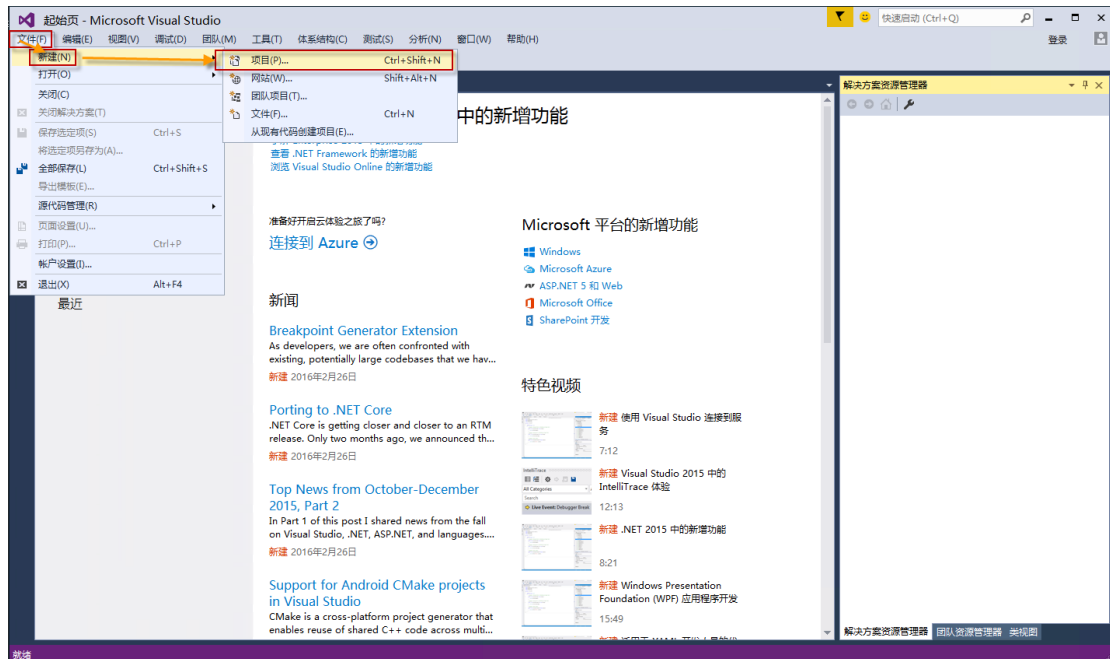 起始页 - Microsoft Visual Studio
快速启动 (Ctrl+Q)
文件(F) 编辑(E) 视图(V) 调试(D) 团队(M) 工具(T) 体系结构(C) 测试(S) 分析(N) 窗口(W) 帮助(H)
登录
新建(N)
打开(O)
关闭(C)
关闭解决方案(T)
保存选定项(S) Ctrl+S
将选定项另存为(A)...
全部保存(L) Ctrl+Shift+S
导出模板(E)...
源代码管理(R)
页面设置(U)...
打印(P)... Ctrl+P
帐户设置(I)...
退出(X) Alt+F4
最近
项目(P)... Ctrl+Shift+N
网站(W)... Shift+Alt+N
团队项目(T)...
文件(F)... Ctrl+N
从现有代码创建项目(E)...
中的新增功能
查看 .NET Framework 的新增功能
浏览 Visual Studio Online 的新增功能
准备好开启云体验之旅了吗?
连接到 Azure
新闻
Breakpoint Generator Extension
As developers, we are often confronted with
existing, potentially large codebases that we hav...
新建 2016年2月26日
Porting to .NET Core
.NET Core is getting closer and closer to an RTM
release. Only two months ago, we announced th...
新建 2016年2月26日
Top News from October-December
2015, Part 2
In Part 1 of this post I shared news from the fall
on Visual Studio, .NET, ASP.NET, and languages....
新建 2016年2月26日
Support for Android CMake projects
in Visual Studio
CMake is a cross-platform project generator that
enables reuse of shared C++ code across multi...
Microsoft 平台的新增功能
Windows
Microsoft Azure
ASP.NET 5 和 Web
Microsoft Office
SharePoint 开发
特色视频
新建 使用 Visual Studio 连接到服
务
7:12
IntelliTrace
All Categories
Search
Live Event: Debugger Break
新建 Visual Studio 2015 中的
IntelliTrace 体验
12:13
新建 .NET 2015 中的新增功能
8:21
新建 Windows Presentation
Foundation (WPF) 应用程序开发
15:49
解决方案资源管理器
解决方案资源管理器 团队资源管理器 类视图
就绪